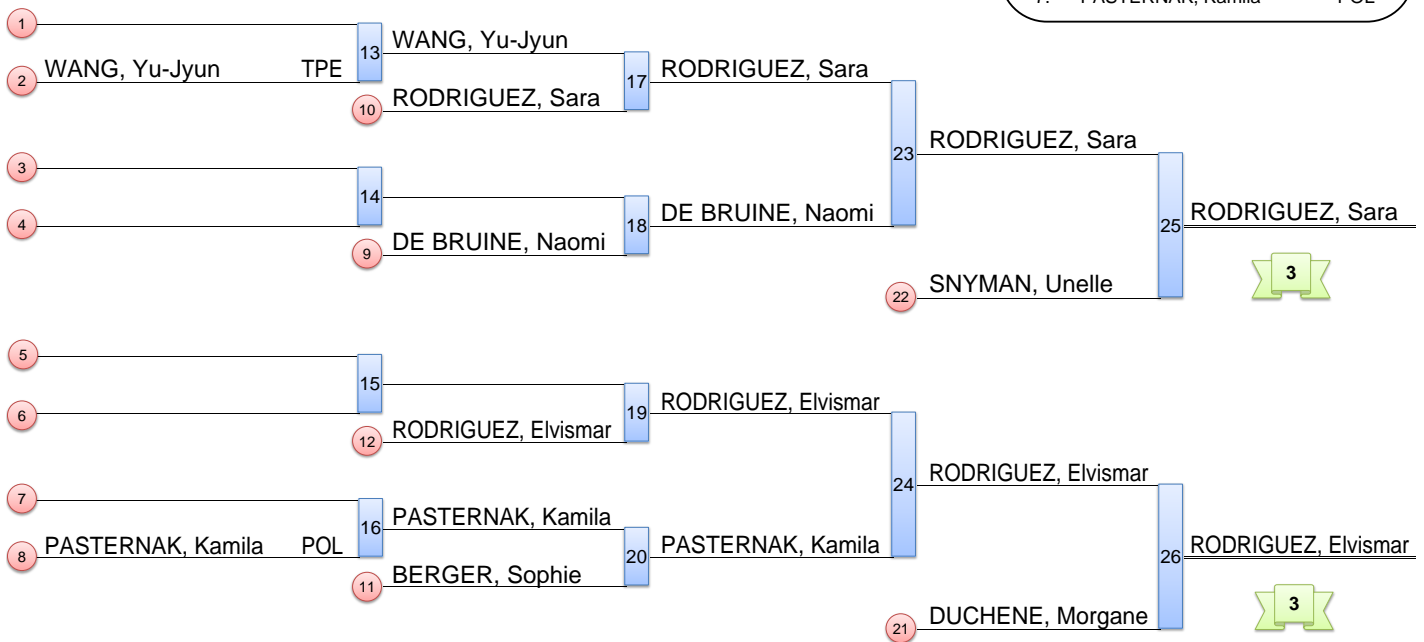 7. PASTERNAK, Kamila POL
1
13 WANG, Yu-Jyun
2 WANG, Yu-Jyun TPE
17 RODRIGUEZ, Sara
10 RODRIGUEZ, Sara
23 RODRIGUEZ, Sara
3
14
18 DE BRUINE, Naomi
4
25 RODRIGUEZ, Sara
9 DE BRUINE, Naomi
3
22 SNYMAN, Unelle
5
15
19 RODRIGUEZ, Elvismar
6
12 RODRIGUEZ, Elvismar
24 RODRIGUEZ, Elvismar
7
16 PASTERNAK, Kamila
8 PASTERNAK, Kamila POL
20 PASTERNAK, Kamila
26 RODRIGUEZ, Elvismar
11 BERGER, Sophie
3
21 DUCHENE, Morgane